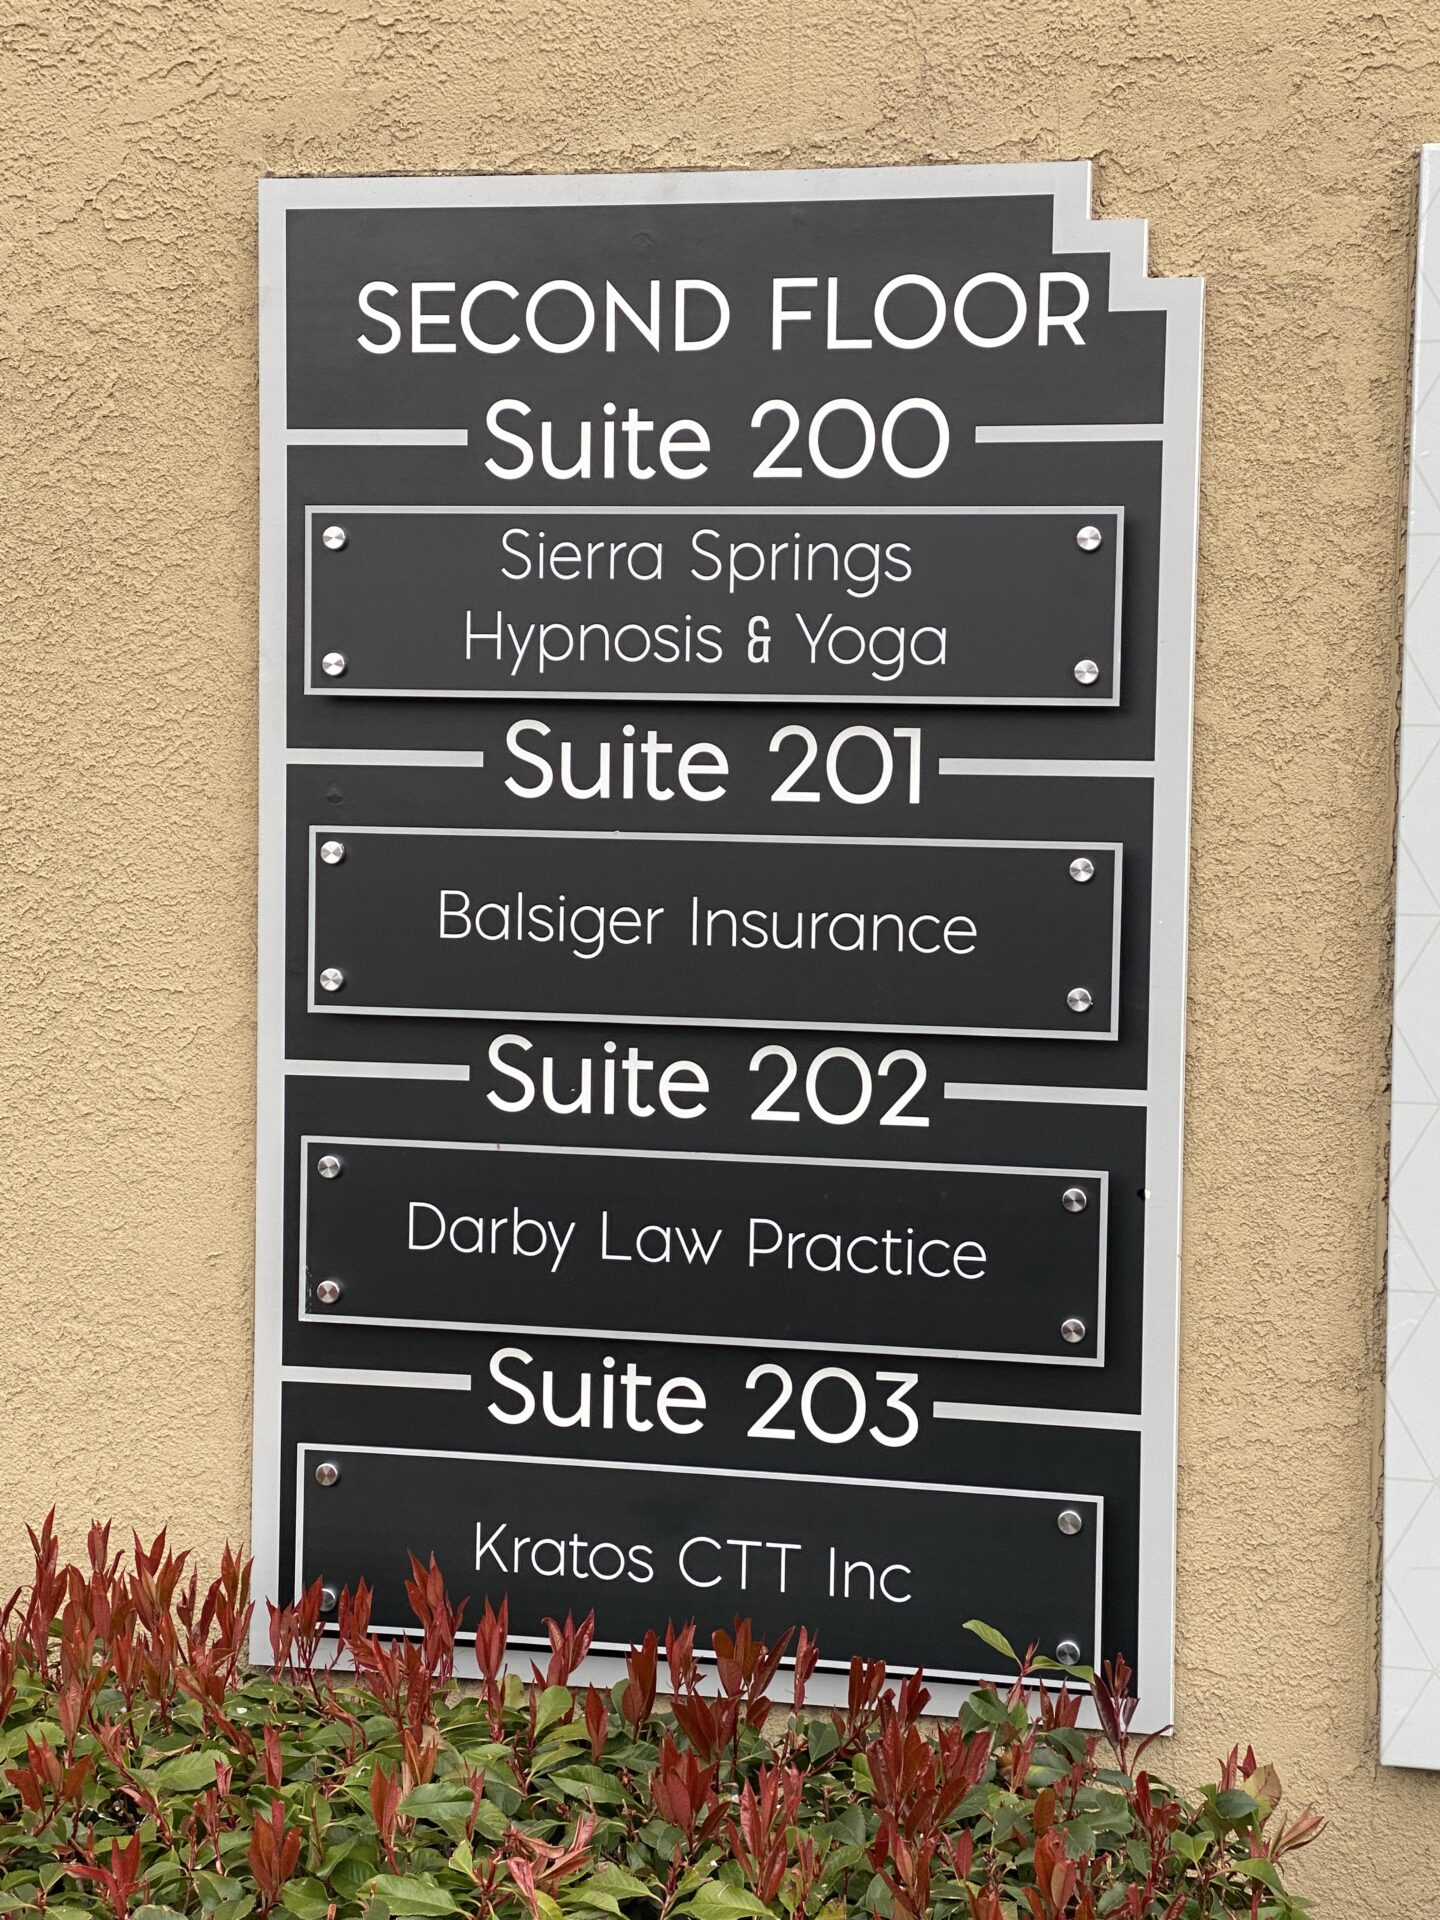 SECOND FLOOR
Suite 200
Sierra Springs
Hypnosis & Yoga
Suite 201
Balsiger Insurance
Suite 202
Darby Law Practice
Suite 203
Kratos CTT Inc